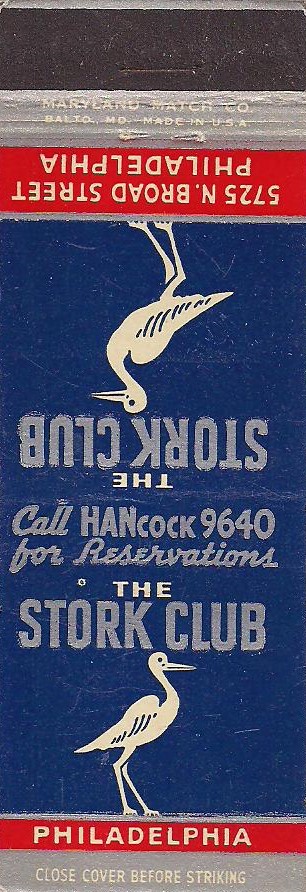 MARYLAND MATCH CO
BALTO. MD. MADE IN U.S.A
5725 N. BROAD STREET
PHILADELPHIA
THE
STORK CLUB
Call HANCOCK 9640
for Reservations
THE
STORK CLUB
PHILADELPHIA
CLOSE COVER BEFORE STRIKING